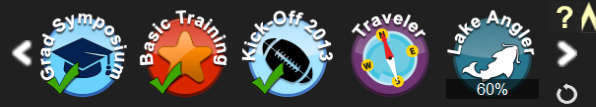 Grad Symposium
Basic Training
Kick-Off 2013
Traveler
N
E
W
S
Lake Angler
60%
?